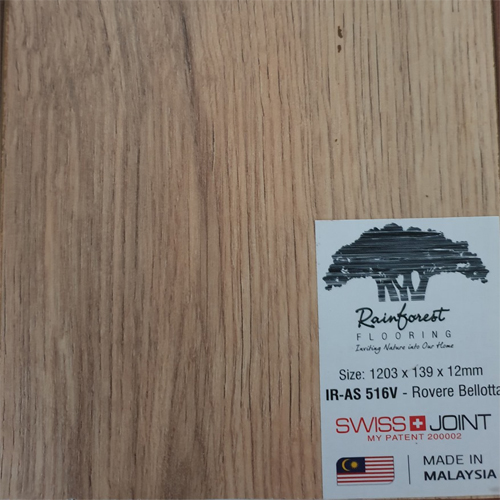 RW
Rainforest
FLOORING
Inviting Nature into Our Home
Size: 1203 x 139 x 12mm
IR-AS 516V - Rovere Bellotta
SWISS JOINT
MY PATENT 200002
MADE IN
MALAYSIA